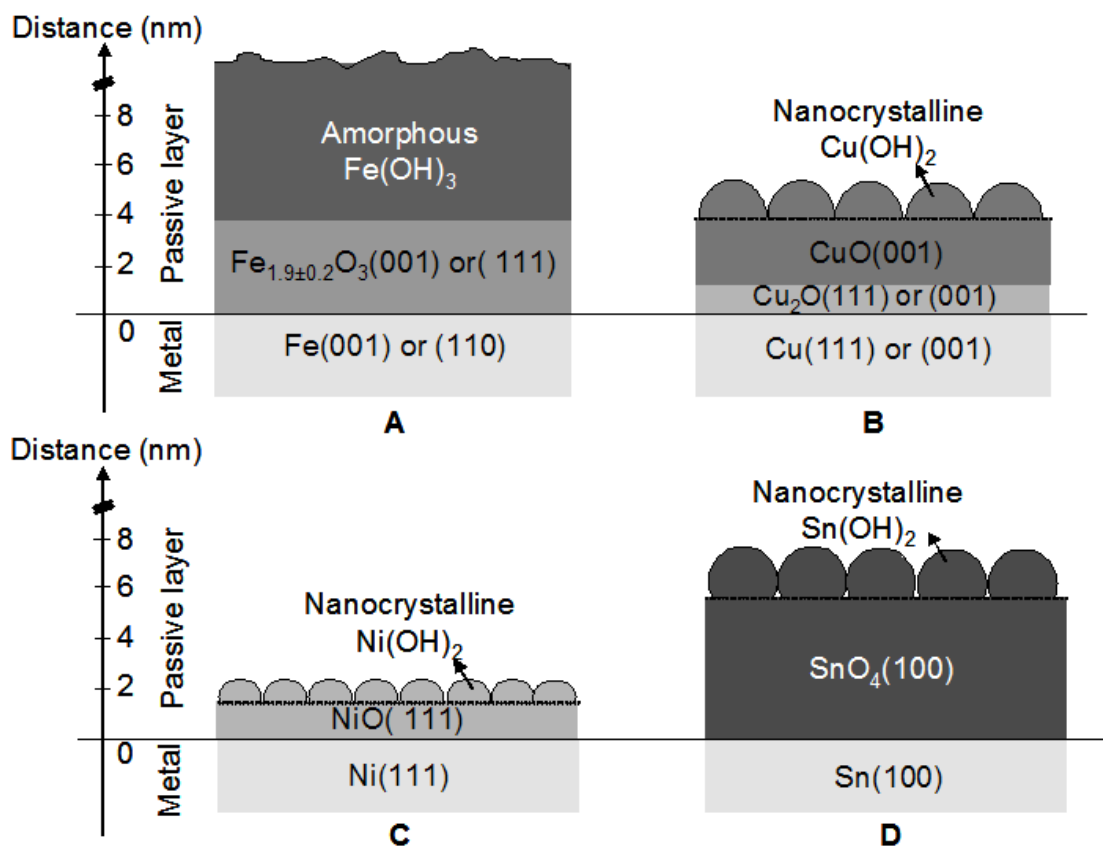 Distance (nm)
8
6
4
2
0
Passive layer
Metal
Amorphous
Fe(OH)₃
Fe₁.₉±₀.₂O₃(001) or( 111)
Fe(001) or (110)
A
Nanocrystalline
Cu(OH)₂
CuO(001)
Cu₂O(111) or (001)
Cu(111) or (001)
B
Distance (nm)
8
6
4
2
0
Passive layer
Metal
Nanocrystalline
Ni(OH)₂
NiO( 111)
Ni(111)
C
Nanocrystalline
Sn(OH)₂
SnO₄(100)
Sn(100)
D